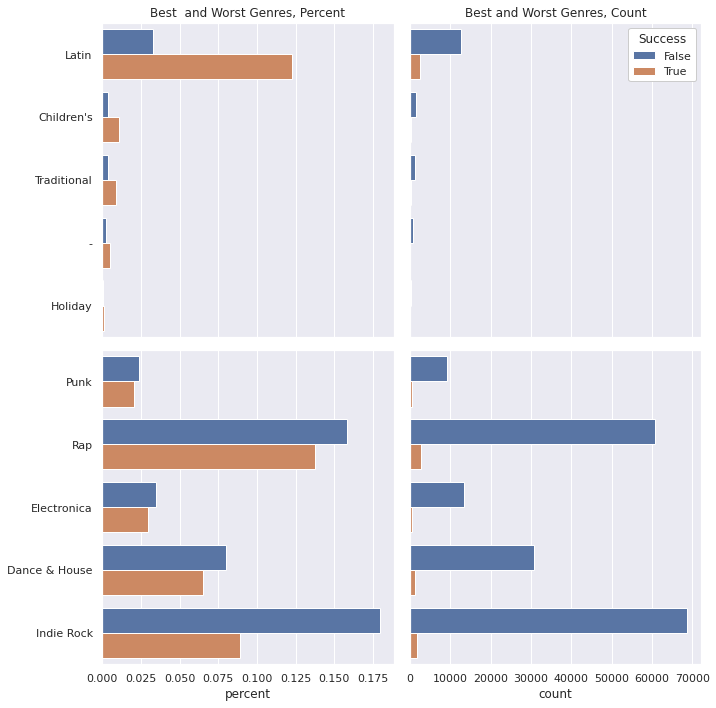 Best  and Worst Genres, Percent
Best and Worst Genres, Count
Success
False
True
Latin
Children's
Traditional
-
Holiday
Punk
Rap
Electronica
Dance & House
Indie Rock
0.000 0.025 0.050 0.075 0.100 0.125 0.150 0.175
percent
0 10000 20000 30000 40000 50000 60000 70000
count